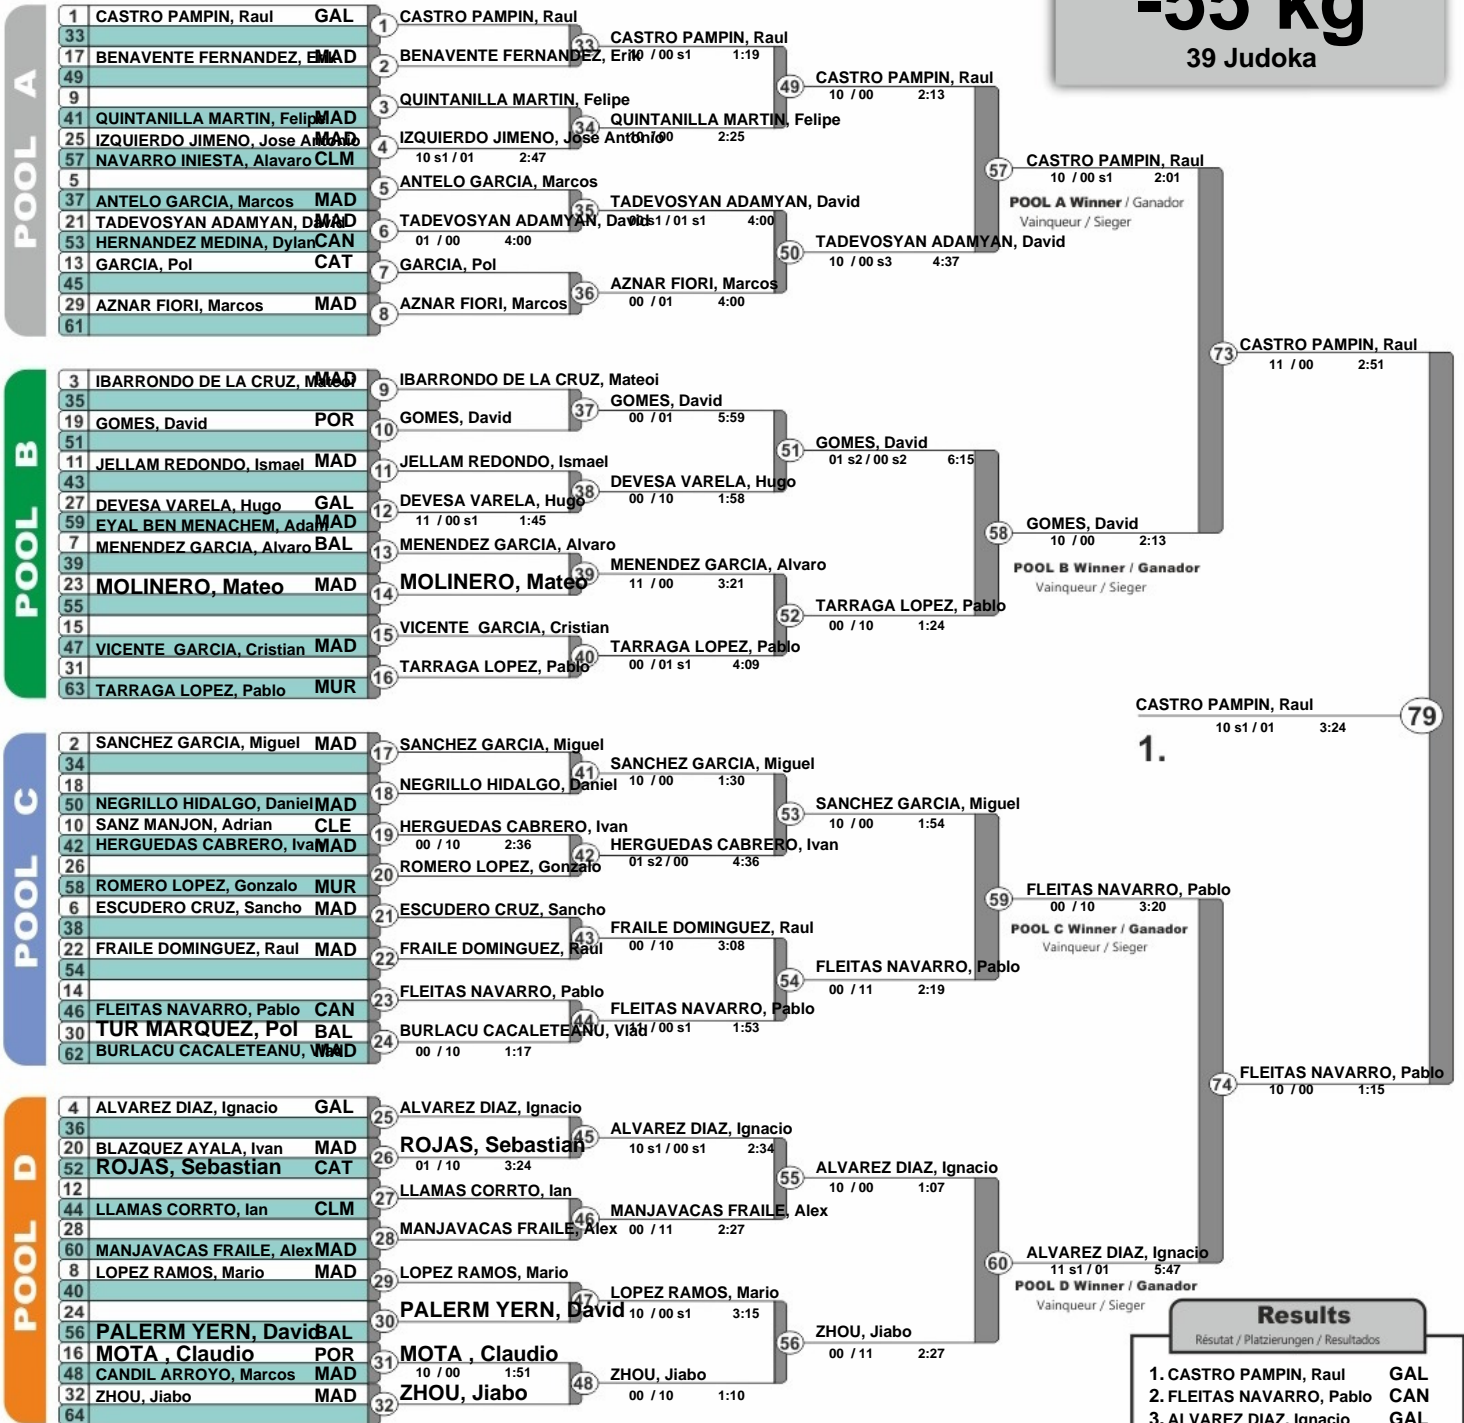 -55 kg
39 Judoka
POOL A
1 CASTRO PAMPIN, Raul GAL
33
17 BENAVENTE FERNANDEZ, Erik MAD
49
9
41 QUINTANILLA MARTIN, Felipe MAD
25 IZQUIERDO JIMENO, Jose Antonio MAD
57 NAVARRO INIESTA, Alavaro CLM
5
37 ANTELO GARCIA, Marcos MAD
21 TADEVOSYAN ADAMYAN, David MAD
53 HERNANDEZ MEDINA, Dylan CAN
13 GARCIA, Pol CAT
45
29 AZNAR FIORI, Marcos MAD
61
1 CASTRO PAMPIN, Raul
2 BENAVENTE FERNANDEZ, Erik
3 QUINTANILLA MARTIN, Felipe
4 IZQUIERDO JIMENO, Jose Antonio
10 s1 / 01 2:47
5 ANTELO GARCIA, Marcos
6 TADEVOSYAN ADAMYAN, David
01 / 00 4:00
7 GARCIA, Pol
8 AZNAR FIORI, Marcos
33 CASTRO PAMPIN, Raul
10 / 00 s1 1:19
34 QUINTANILLA MARTIN, Felipe
10 / 00 2:25
35 TADEVOSYAN ADAMYAN, David
00 s1 / 01 s1 4:00
36 AZNAR FIORI, Marcos
00 / 01 4:00
49 CASTRO PAMPIN, Raul
10 / 00 2:13
50 TADEVOSYAN ADAMYAN, David
10 / 00 s3 4:37
57 CASTRO PAMPIN, Raul
10 / 00 s1 2:01
POOL A Winner / Ganador
Vainqueur / Sieger
POOL B
3 IBARRONDO DE LA CRUZ, Mateoi MAD
35
19 GOMES, David POR
51
11 JELLAM REDONDO, Ismael MAD
43
27 DEVESA VARELA, Hugo GAL
59 EYAL BEN MENACHEM, Adam MAD
7 MENENDEZ GARCIA, Alvaro BAL
39
23 MOLINERO, Mateo MAD
55
15
47 VICENTE GARCIA, Cristian MAD
31
63 TARRAGA LOPEZ, Pablo MUR
9 IBARRONDO DE LA CRUZ, Mateoi
10 GOMES, David
11 JELLAM REDONDO, Ismael
12 DEVESA VARELA, Hugo
11 / 00 s1 1:45
13 MENENDEZ GARCIA, Alvaro
14 MOLINERO, Mateo
15 VICENTE GARCIA, Cristian
16 TARRAGA LOPEZ, Pablo
37 GOMES, David
00 / 01 5:59
38 DEVESA VARELA, Hugo
00 / 10 1:58
39 MENENDEZ GARCIA, Alvaro
11 / 00 3:21
40 TARRAGA LOPEZ, Pablo
00 / 01 s1 4:09
51 GOMES, David
01 s2 / 00 s2 6:15
52 TARRAGA LOPEZ, Pablo
00 / 10 1:24
58 GOMES, David
10 / 00 2:13
POOL B Winner / Ganador
Vainqueur / Sieger
73 CASTRO PAMPIN, Raul
11 / 00 2:51
CASTRO PAMPIN, Raul 79
10 s1 / 01 3:24
1.
POOL C
2 SANCHEZ GARCIA, Miguel MAD
34
18
50 NEGRILLO HIDALGO, Daniel MAD
10 SANZ MANJON, Adrian CLE
42 HERGUEDAS CABRERO, Ivan MAD
26
58 ROMERO LOPEZ, Gonzalo MUR
6 ESCUDERO CRUZ, Sancho MAD
38
22 FRAILE DOMINGUEZ, Raul MAD
54
14
46 FLEITAS NAVARRO, Pablo CAN
30 TUR MARQUEZ, Pol BAL
62 BURLACU CACALETEANU, Vlad MAD
17 SANCHEZ GARCIA, Miguel
18 NEGRILLO HIDALGO, Daniel
19 HERGUEDAS CABRERO, Ivan
00 / 10 2:36
20 ROMERO LOPEZ, Gonzalo
21 ESCUDERO CRUZ, Sancho
22 FRAILE DOMINGUEZ, Raul
23 FLEITAS NAVARRO, Pablo
24 BURLACU CACALETEANU, Vlad
00 / 10 1:17
41 SANCHEZ GARCIA, Miguel
10 / 00 1:30
42 HERGUEDAS CABRERO, Ivan
01 s2 / 00 4:36
43 FRAILE DOMINGUEZ, Raul
00 / 10 3:08
44 FLEITAS NAVARRO, Pablo
11 / 00 s1 1:53
53 SANCHEZ GARCIA, Miguel
10 / 00 1:54
54 FLEITAS NAVARRO, Pablo
00 / 11 2:19
59 FLEITAS NAVARRO, Pablo
00 / 10 3:20
POOL C Winner / Ganador
Vainqueur / Sieger
74 FLEITAS NAVARRO, Pablo
10 / 00 1:15
POOL D
4 ALVAREZ DIAZ, Ignacio GAL
36
20 BLAZQUEZ AYALA, Ivan MAD
52 ROJAS, Sebastian CAT
12
44 LLAMAS CORRTO, Ian CLM
28
60 MANJAVACAS FRAILE, Alex MAD
8 LOPEZ RAMOS, Mario MAD
40
24
56 PALERM YERN, David BAL
16 MOTA , Claudio POR
48 CANDIL ARROYO, Marcos MAD
32 ZHOU, Jiabo MAD
64
25 ALVAREZ DIAZ, Ignacio
26 ROJAS, Sebastian
01 / 10 3:24
27 LLAMAS CORRTO, Ian
28 MANJAVACAS FRAILE, Alex
29 LOPEZ RAMOS, Mario
30 PALERM YERN, David
31 MOTA , Claudio
10 / 00 1:51
32 ZHOU, Jiabo
45 ALVAREZ DIAZ, Ignacio
10 s1 / 00 s1 2:34
46 MANJAVACAS FRAILE, Alex
00 / 11 2:27
47 LOPEZ RAMOS, Mario
10 / 00 s1 3:15
48 ZHOU, Jiabo
00 / 10 1:10
55 ALVAREZ DIAZ, Ignacio
10 / 00 1:07
56 ZHOU, Jiabo
00 / 11 2:27
60 ALVAREZ DIAZ, Ignacio
11 s1 / 01 5:47
POOL D Winner / Ganador
Vainqueur / Sieger
Results
Résutat / Platzierungen / Resultados
1. CASTRO PAMPIN, Raul GAL
2. FLEITAS NAVARRO, Pablo CAN
3. ALVAREZ DIAZ, Ignacio GAL